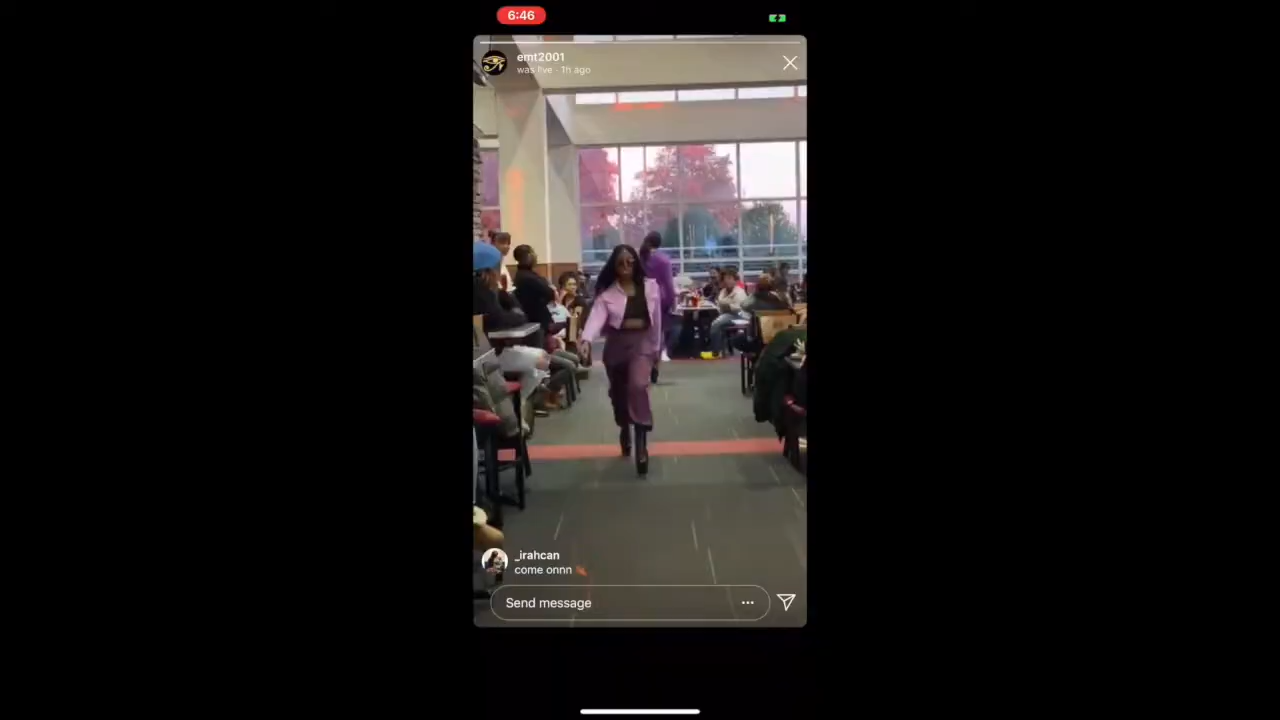 6:46
emt2001
was live · 1h ago
_irahcan
come onnn
Send message